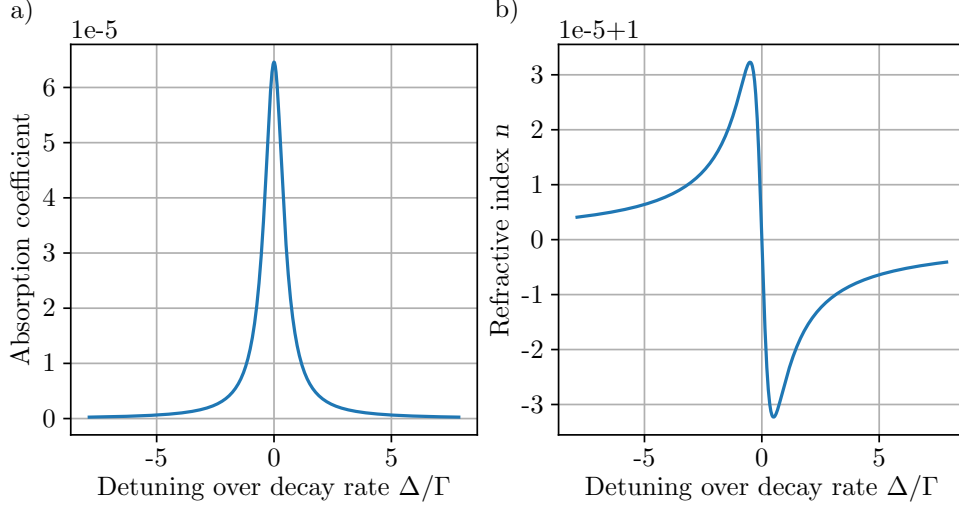 a)
1e-5
6
5
4
3
2
1
0
-5
0
5
Absorption coefficient
Detuning over decay rate Δ/Γ
b)
1e-5+1
3
2
1
0
-1
-2
-3
-5
0
5
Refractive index n
Detuning over decay rate Δ/Γ